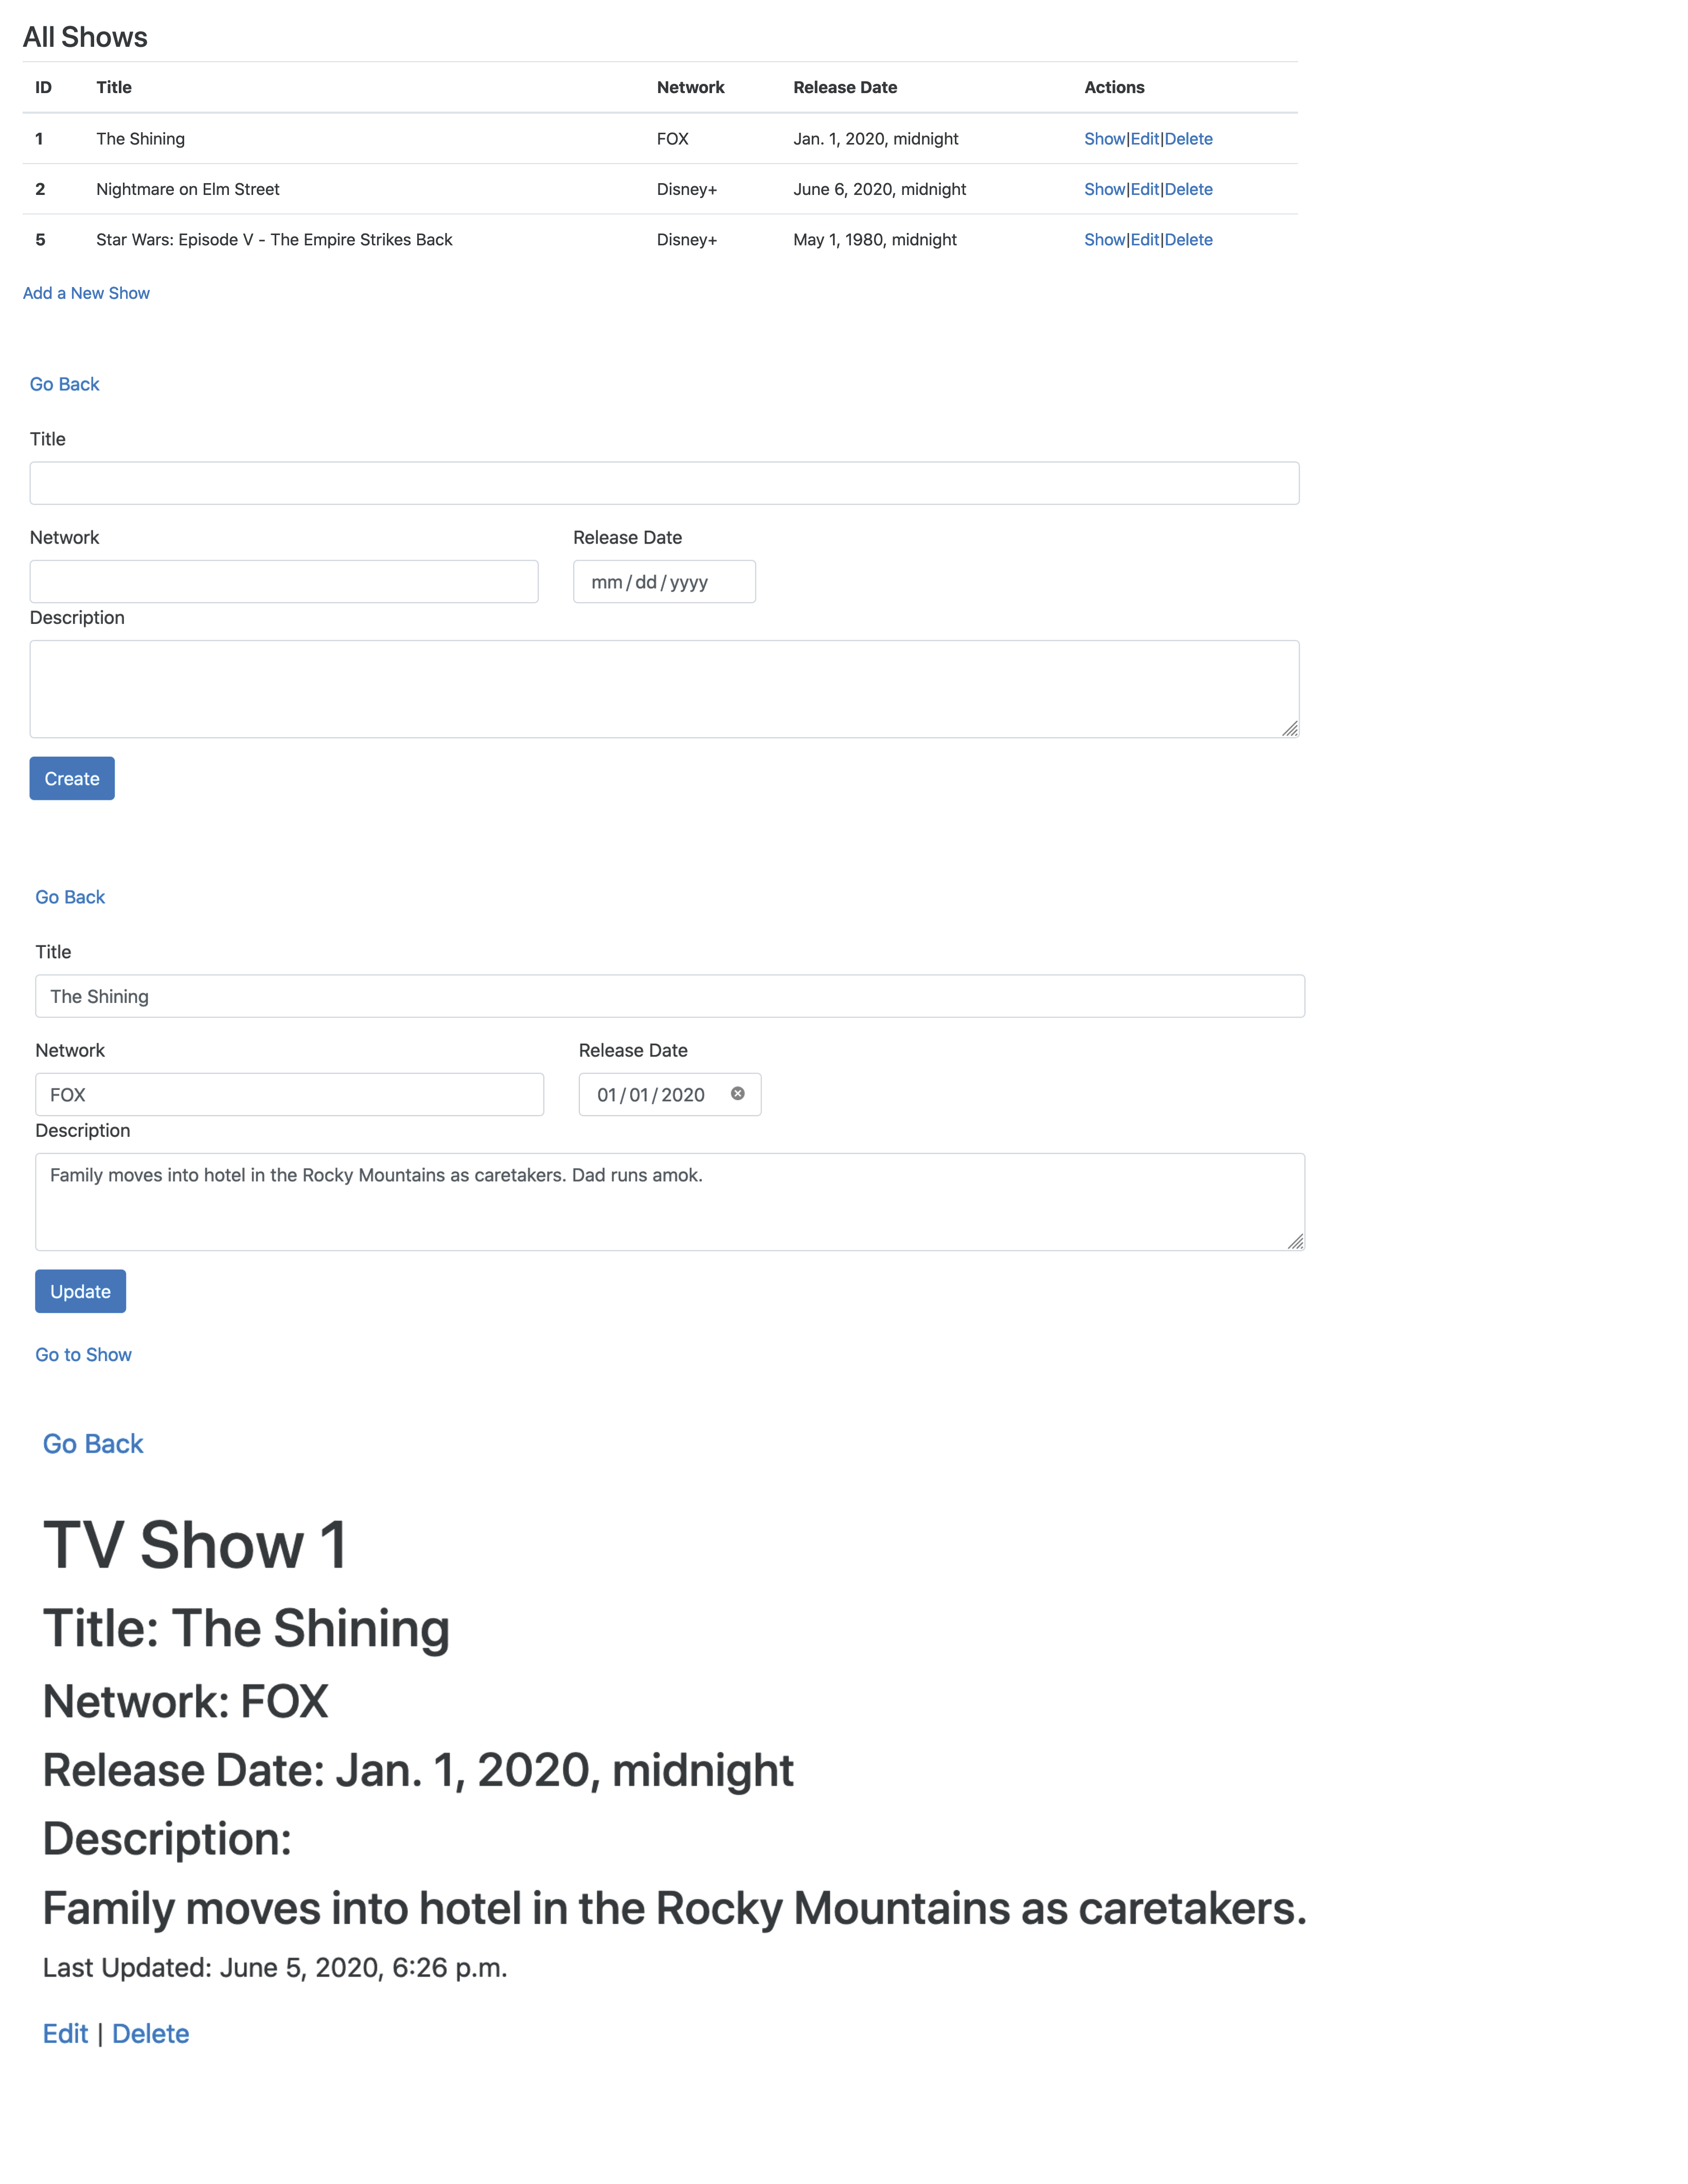 All Shows
ID Title Network Release Date Actions
1 The Shining FOX Jan. 1, 2020, midnight Show|Edit|Delete
2 Nightmare on Elm Street Disney+ June 6, 2020, midnight Show|Edit|Delete
5 Star Wars: Episode V - The Empire Strikes Back Disney+ May 1, 1980, midnight Show|Edit|Delete
Add a New Show
Go Back
Title
Network Release Date
mm/dd/yyyy
Description
Create
Go Back
Title
The Shining
Network Release Date
FOX 01/01/2020
Description
Family moves into hotel in the Rocky Mountains as caretakers. Dad runs amok.
Update
Go to Show
Go Back
TV Show 1
Title: The Shining
Network: FOX
Release Date: Jan. 1, 2020, midnight
Description:
Family moves into hotel in the Rocky Mountains as caretakers.
Last Updated: June 5, 2020, 6:26 p.m.
Edit | Delete